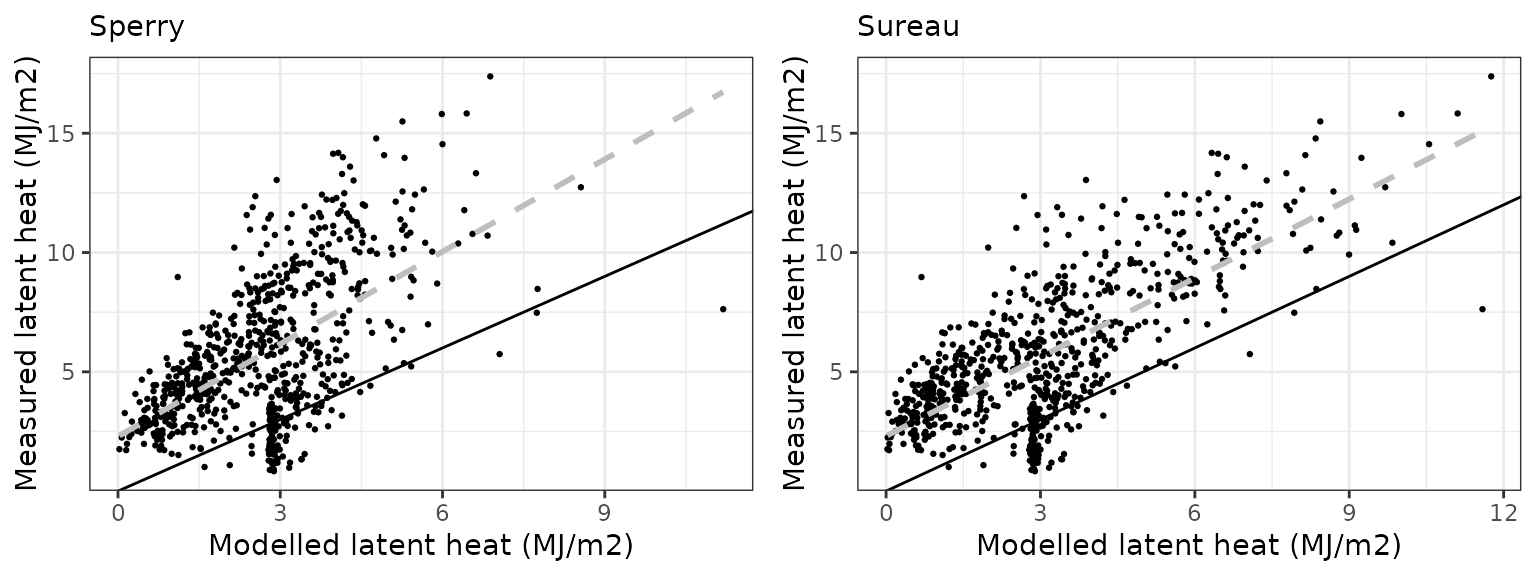 Sperry
Measured latent heat (MJ/m2)
15
10
5
0 3 6 9
Modelled latent heat (MJ/m2)
Sureau
Measured latent heat (MJ/m2)
15
10
5
0 3 6 9 12
Modelled latent heat (MJ/m2)